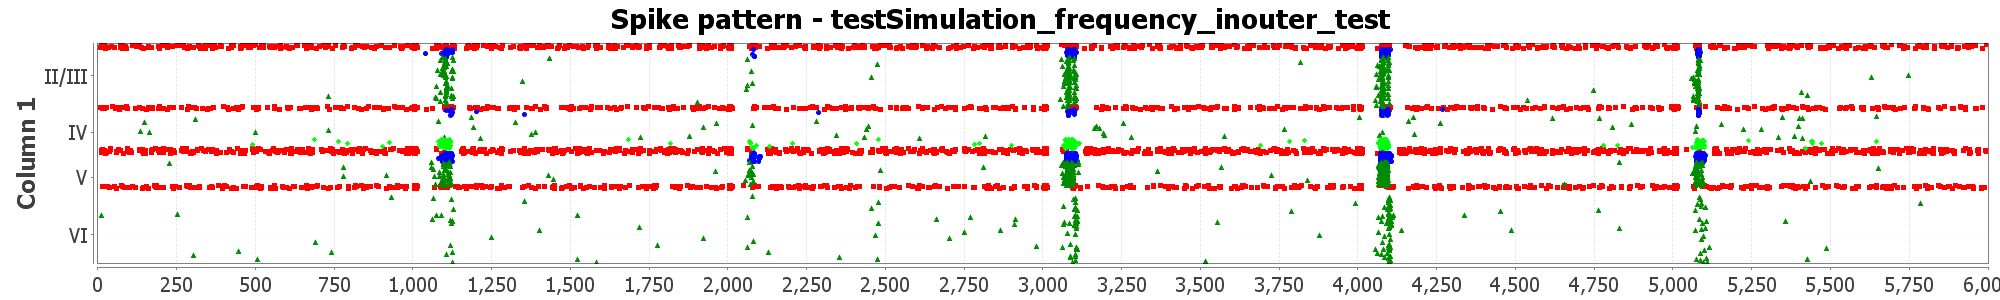 Spike pattern - testSimulation_frequency_inouter_test
Column 1
II/III
IV
V
VI
0 250 500 750 1,000 1,250 1,500 1,750 2,000 2,250 2,500 2,750 3,000 3,250 3,500 3,750 4,000 4,250 4,500 4,750 5,000 5,250 5,500 5,750 6,00